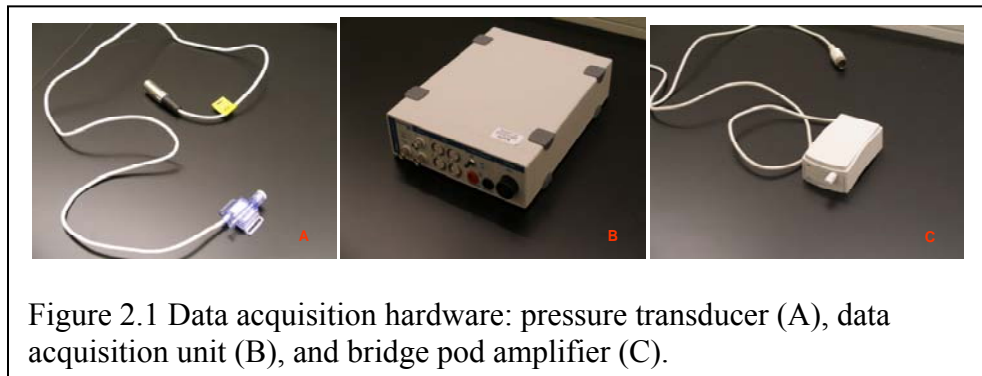 A
B
C
Figure 2.1 Data acquisition hardware: pressure transducer (A), data
acquisition unit (B), and bridge pod amplifier (C).